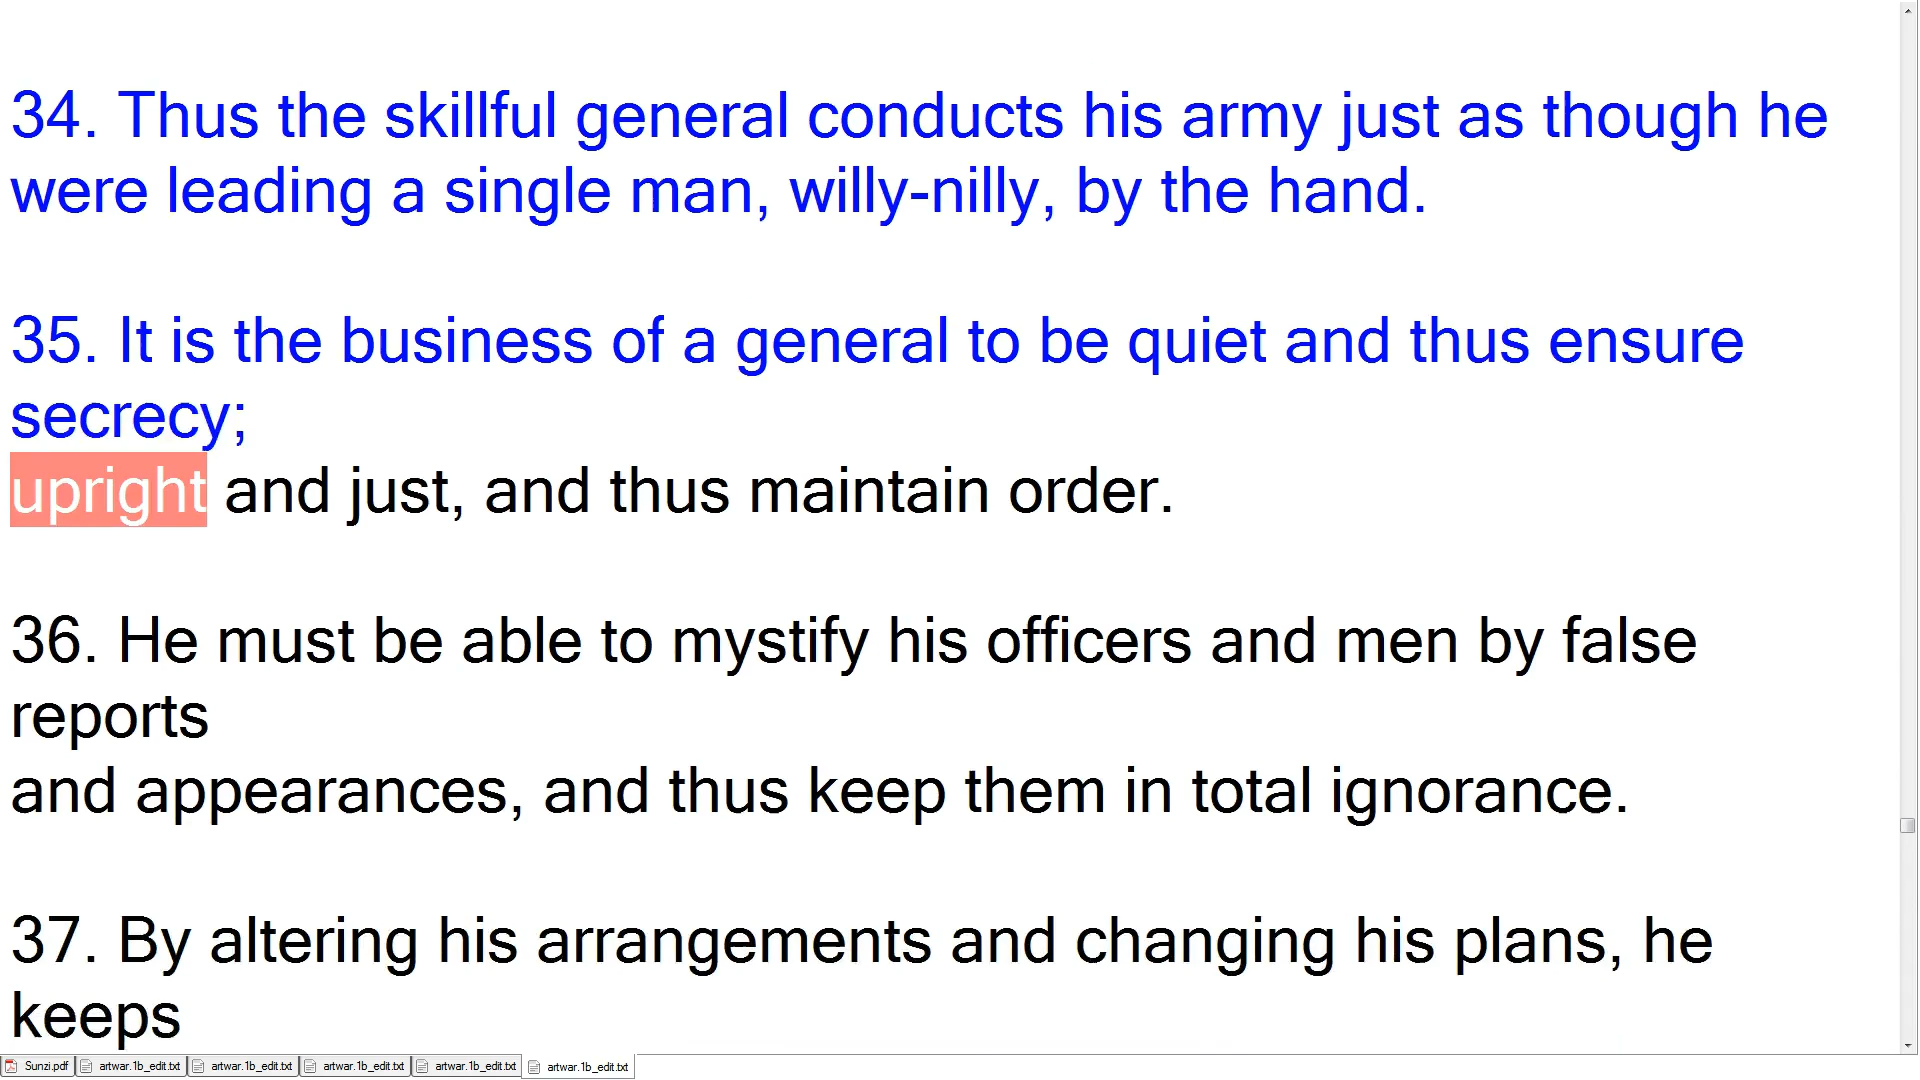 34. Thus the skillful general conducts his army just as though he
were leading a single man, willy-nilly, by the hand.
35. It is the business of a general to be quiet and thus ensure
secrecy;
upright and just, and thus maintain order.
36. He must be able to mystify his officers and men by false
reports
and appearances, and thus keep them in total ignorance.
37. By altering his arrangements and changing his plans, he
keeps
Sunzi.pdf artwar.1b_edit.txt artwar.1b_edit.txt artwar.1b_edit.txt artwar.1b_edit.txt artwar.1b_edit.txt